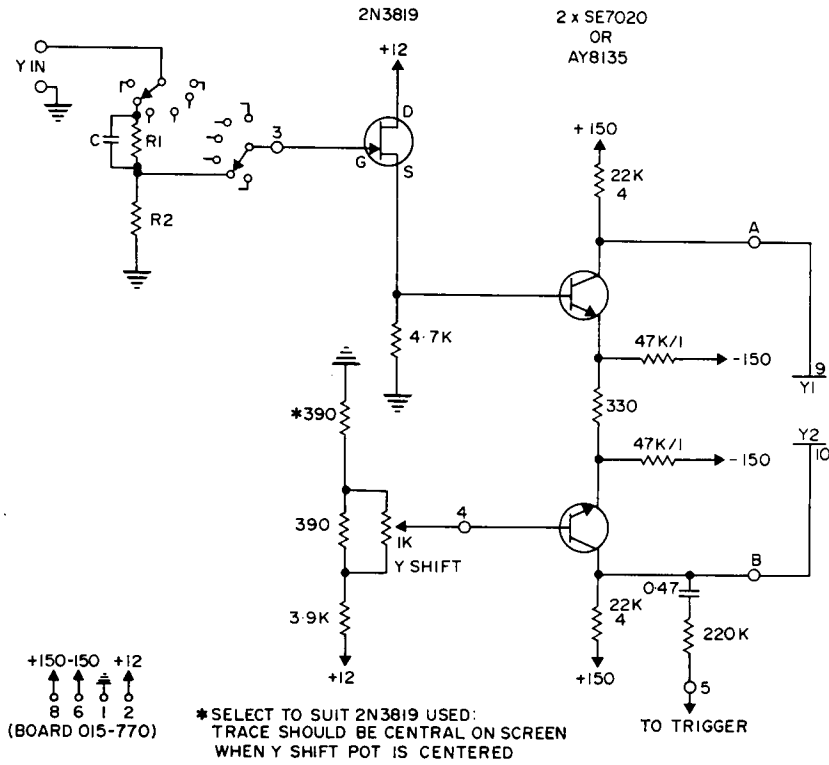 2N3819
2 x SE7020
OR
AY8135
+12
Y IN
D
3
C
R1
G
S
+150
22K
4
R2
A
4·7K
47K/1
-150
9
Y1
*390
330
Y2
10
47K/1
-150
390
1K
4
Y SHIFT
B
0·47
3.9K
22K
4
220K
+12
+150
5
TO TRIGGER
+150-150 +12
8 6 1 2
(BOARD 015-770)
*SELECT TO SUIT 2N3819 USED:
TRACE SHOULD BE CENTRAL ON SCREEN
WHEN Y SHIFT POT IS CENTERED